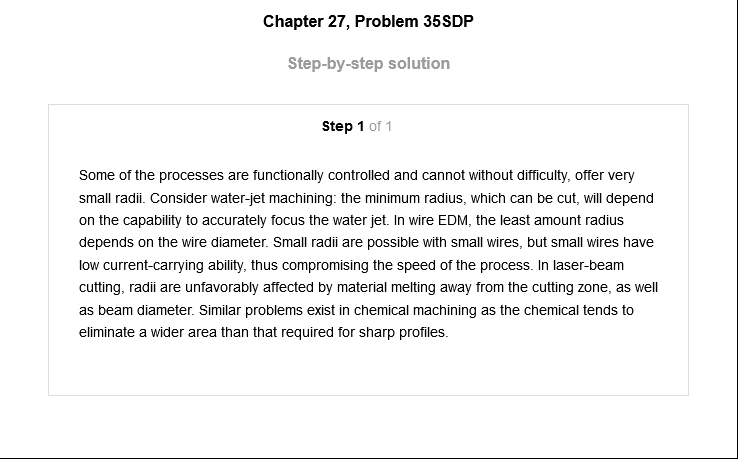 Chapter 27, Problem 35SDP
Step-by-step solution
Step 1 of 1
Some of the processes are functionally controlled and cannot without difficulty, offer very
small radii. Consider water-jet machining: the minimum radius, which can be cut, will depend
on the capability to accurately focus the water jet. In wire EDM, the least amount radius
depends on the wire diameter. Small radii are possible with small wires, but small wires have
low current-carrying ability, thus compromising the speed of the process. In laser-beam
cutting, radii are unfavorably affected by material melting away from the cutting zone, as well
as beam diameter. Similar problems exist in chemical machining as the chemical tends to
eliminate a wider area than that required for sharp profiles.